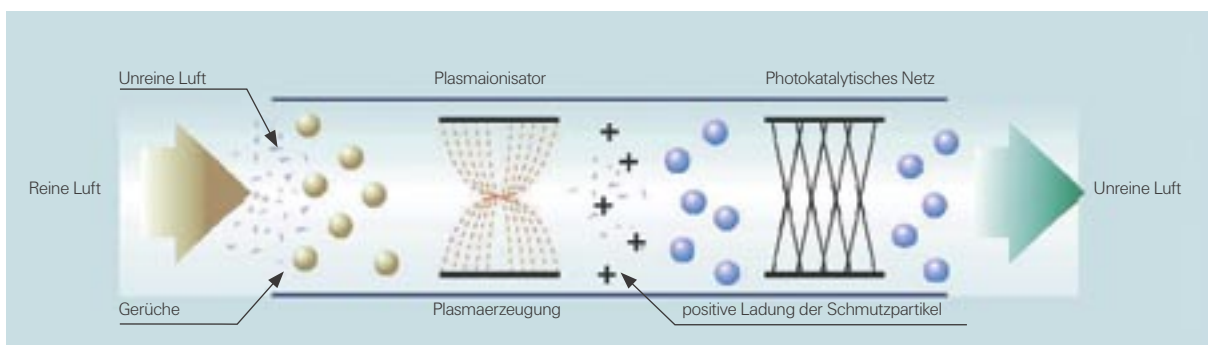 Unreine Luft
Plasmaionisator
Photokatalytisches Netz
Reine Luft
Unreine Luft
Gerüche
Plasmaerzeugung
positive Ladung der Schmutzpartikel